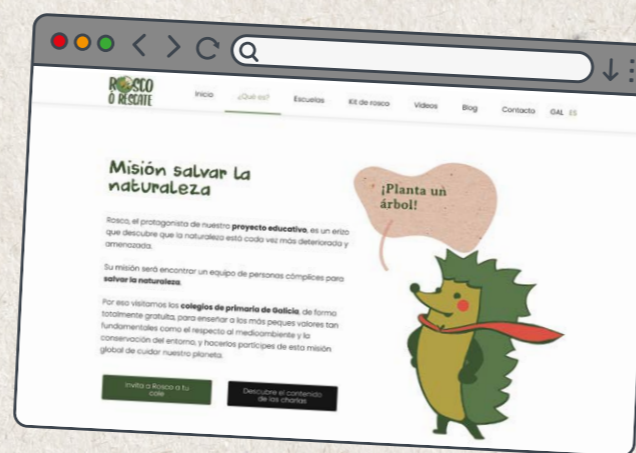 ROSCO
Ó RESCATE
Inicio ¿Qué es? Escuelas Kit de rosco Vídeos Blog Contacto GAL ES
Misión salvar la
naturaleza
¡Planta un
árbol!
Rosco, el protagonista de nuestro proyecto educativo, es un erizo
que descubre que la naturaleza está cada vez más deteriorada y
amenazada.
Su misión será encontrar un equipo de personas cómplices para
salvar la naturaleza.
Por eso visitamos los colegios de primaria de Galicia, de forma
totalmente gratuita, para enseñar a los más peques valores tan
fundamentales como el respecto al medioambiente y la
conservación del entorno, y hacerlos partícipes de esta misión
global de cuidar nuestro planeta.
Invita a Rosco a tu
cole
Descubre el contenido
de las charlas